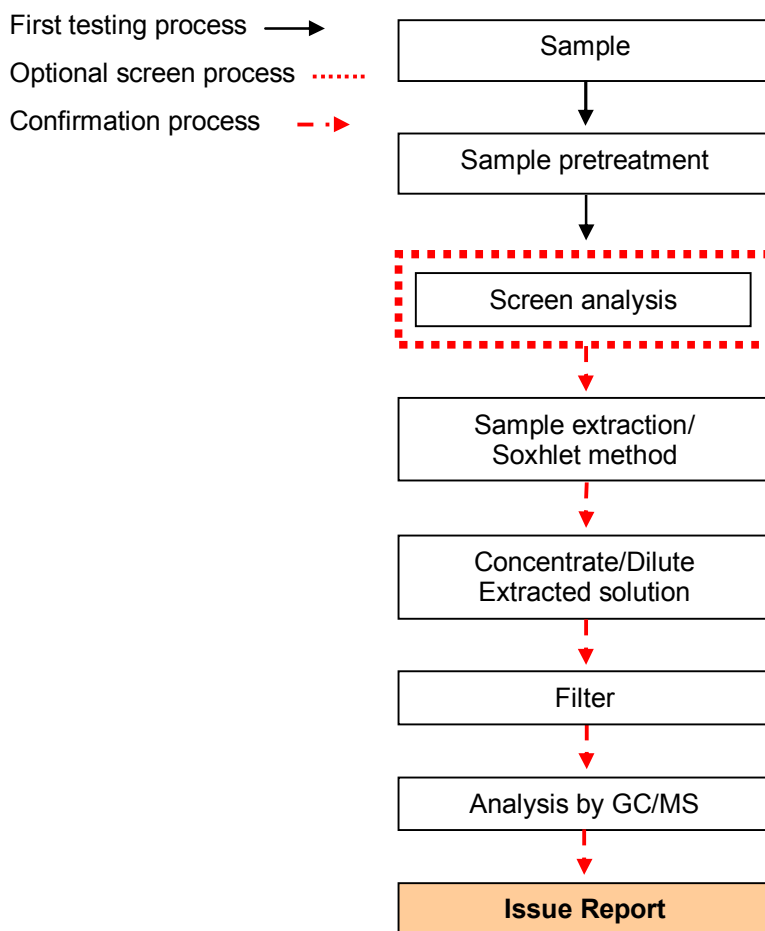 First testing process
Optional screen process
Confirmation process
Sample
Sample pretreatment
Screen analysis
Sample extraction/
Soxhlet method
Concentrate/Dilute
Extracted solution
Filter
Analysis by GC/MS
Issue Report